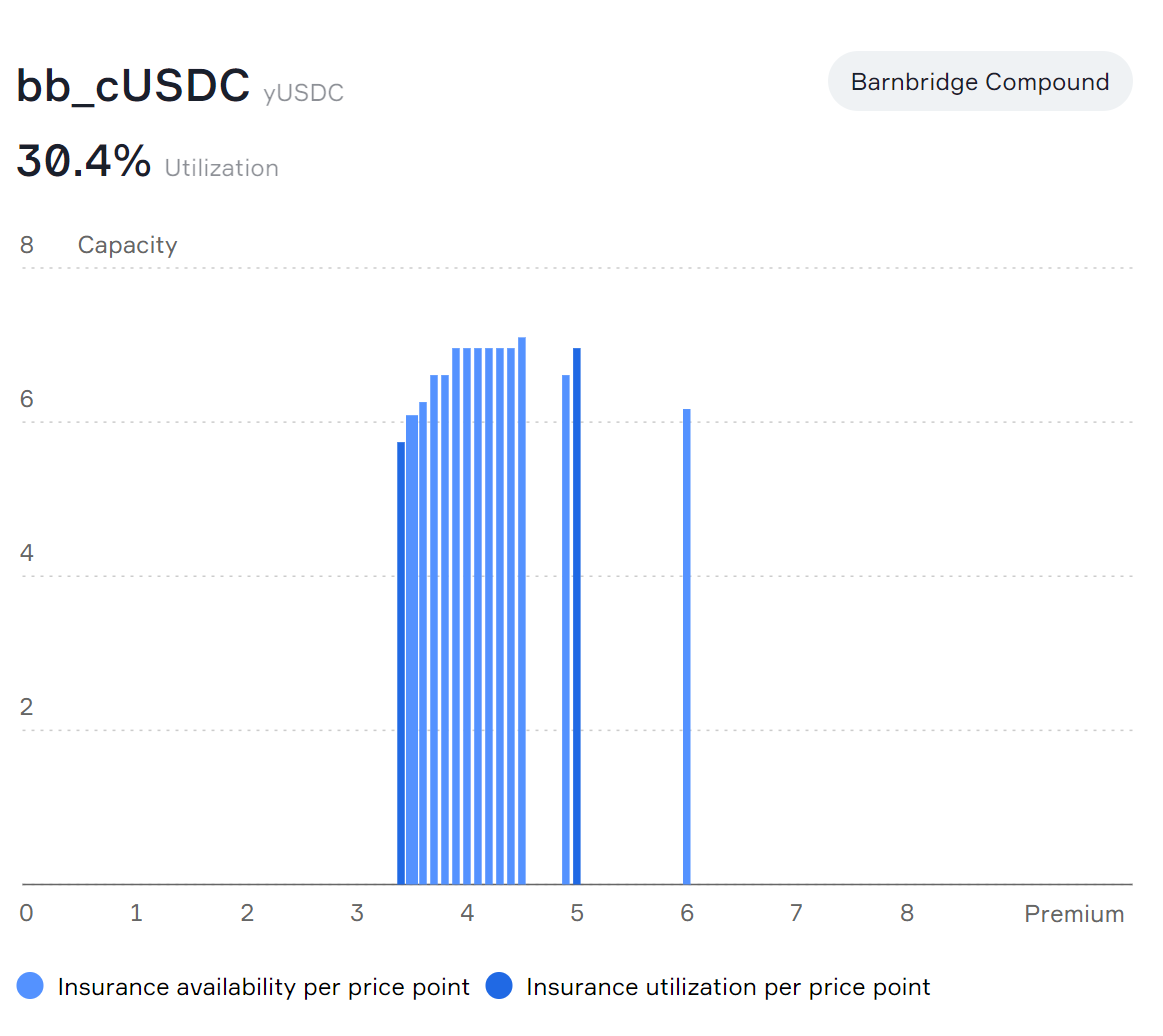 bb_cUSDC yUSDC
Barnbridge Compound
30.4% Utilization
8 Capacity
6
4
2
0 1 2 3 4 5 6 7 8 Premium
Insurance availability per price point Insurance utilization per price point